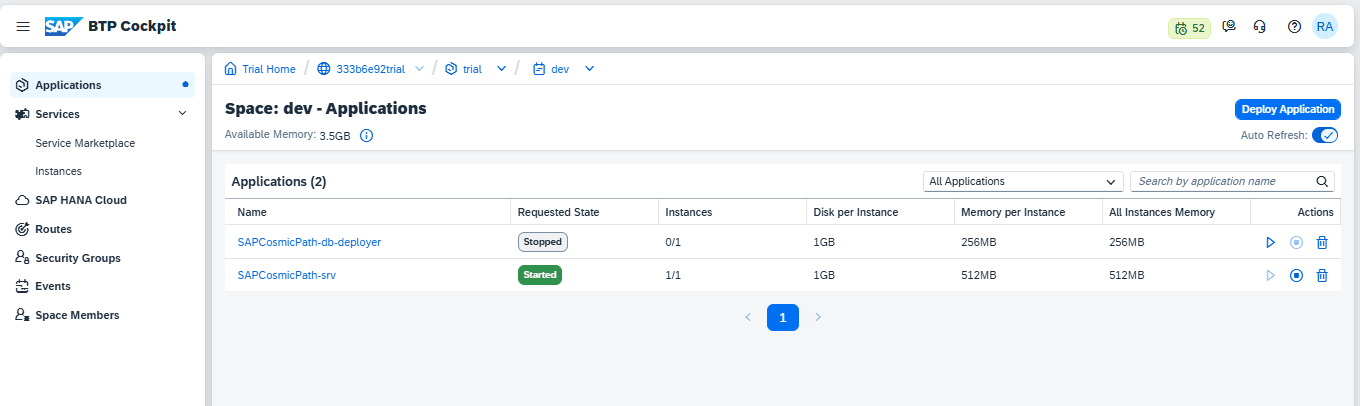 SAP BTP Cockpit
52
RA
Applications
Services
Service Marketplace
Instances
SAP HANA Cloud
Routes
Security Groups
Events
Space Members
Trial Home / 333b6e92trial / trial / dev
Space: dev - Applications
Deploy Application
Available Memory: 3.5GB
Auto Refresh:
Applications (2)
All Applications
Search by application name
Name Requested State Instances Disk per Instance Memory per Instance All Instances Memory Actions
SAPCosmicPath-db-deployer Stopped 0/1 1GB 256MB 256MB
SAPCosmicPath-srv Started 1/1 1GB 512MB 512MB
1